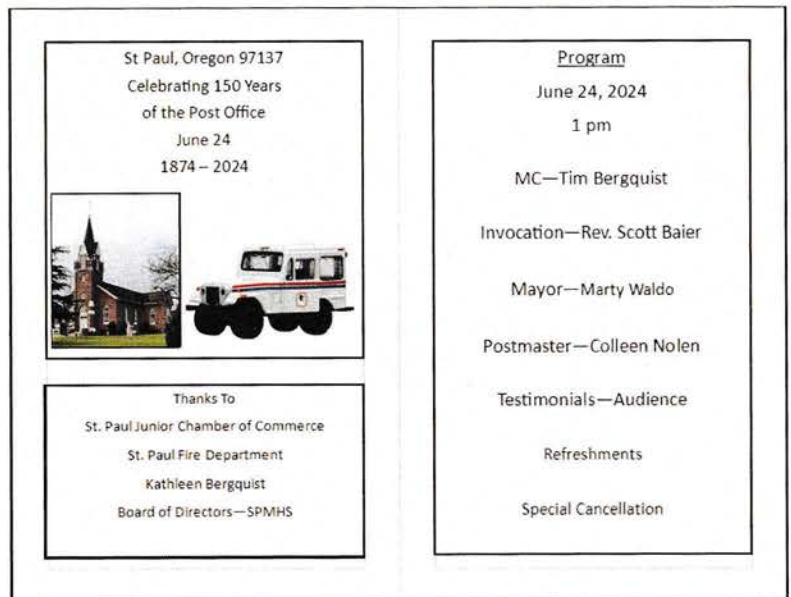 St Paul, Oregon 97137
Celebrating 150 Years
of the Post Office
June 24
1874 – 2024
Thanks To
St. Paul Junior Chamber of Commerce
St. Paul Fire Department
Kathleen Bergquist
Board of Directors—SPMHS
Program
June 24, 2024
1 pm
MC—Tim Bergquist
Invocation—Rev. Scott Baier
Mayor—Marty Waldo
Postmaster—Colleen Nolen
Testimonials—Audience
Refreshments
Special Cancellation